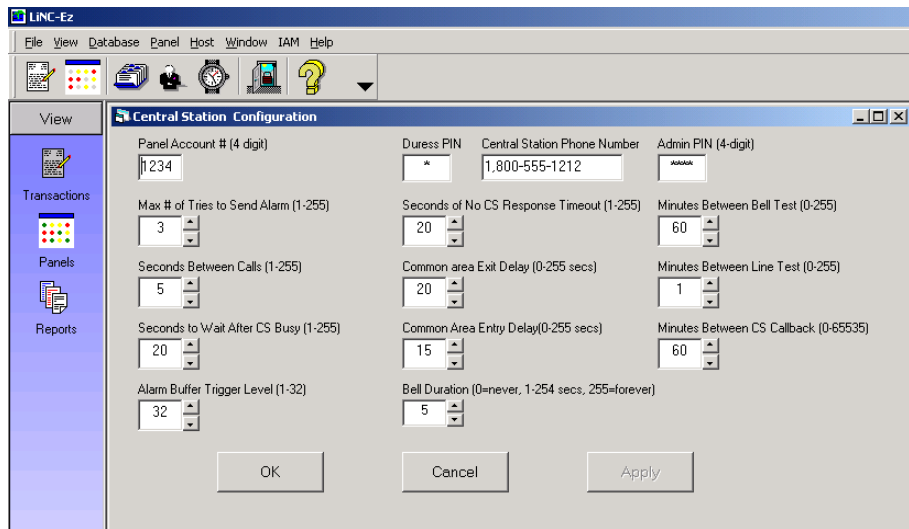 LiNC-Ez
File View Database Panel Host Window IAM Help
View
Transactions
Panels
Reports
Central Station Configuration
Panel Account # (4 digit)
1234
Duress PIN
*
Central Station Phone Number
1,800-555-1212
Admin PIN (4-digit)
****
Max # of Tries to Send Alarm (1-255)
3
Seconds of No CS Response Timeout (1-255)
20
Minutes Between Bell Test (0-255)
60
Seconds Between Calls (1-255)
5
Common area Exit Delay (0-255 secs)
20
Minutes Between Line Test (0-255)
1
Seconds to Wait After CS Busy (1-255)
20
Common Area Entry Delay(0-255 secs)
15
Minutes Between CS Callback (0-65535)
60
Alarm Buffer Trigger Level (1-32)
32
Bell Duration (0=never, 1-254 secs, 255=forever)
5
OK
Cancel
Apply